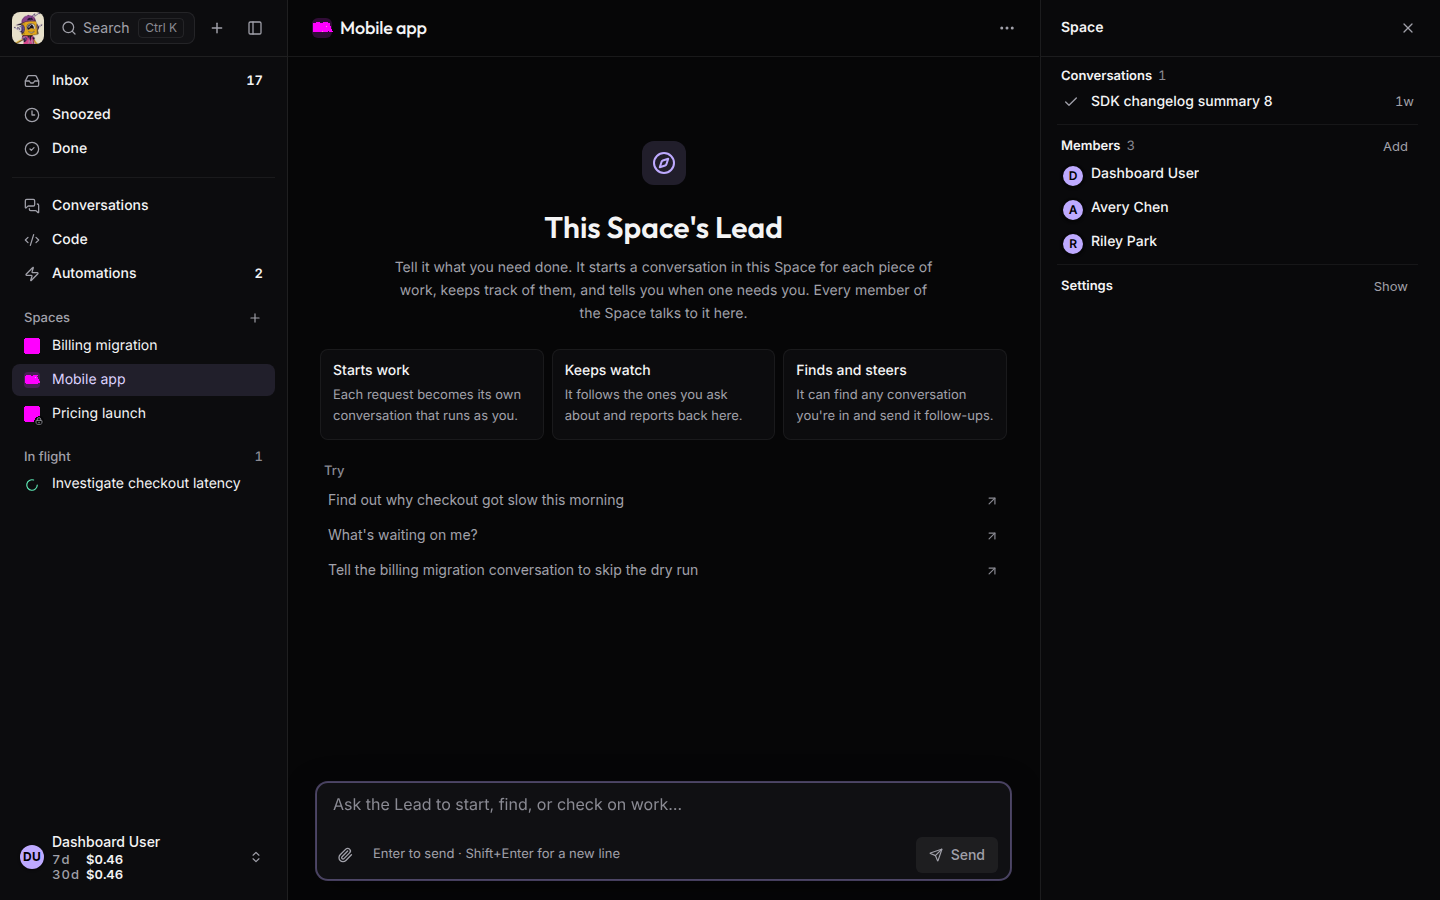 Search Ctrl K
Inbox 17
Snoozed
Done
Conversations
Code
Automations 2
Spaces
Billing migration
Mobile app
Pricing launch
In flight 1
Investigate checkout latency
Dashboard User
DU
7d $0.46
30d $0.46
Mobile app
This Space's Lead
Tell it what you need done. It starts a conversation in this Space for each piece of
work, keeps track of them, and tells you when one needs you. Every member of
the Space talks to it here.
Starts work
Each request becomes its own
conversation that runs as you.
Keeps watch
It follows the ones you ask
about and reports back here.
Finds and steers
It can find any conversation
you're in and send it follow-ups.
Try
Find out why checkout got slow this morning
What's waiting on me?
Tell the billing migration conversation to skip the dry run
Ask the Lead to start, find, or check on work...
Enter to send · Shift+Enter for a new line
Send
Space
Conversations 1
SDK changelog summary 8 1w
Members 3 Add
D Dashboard User
A Avery Chen
R Riley Park
Settings Show